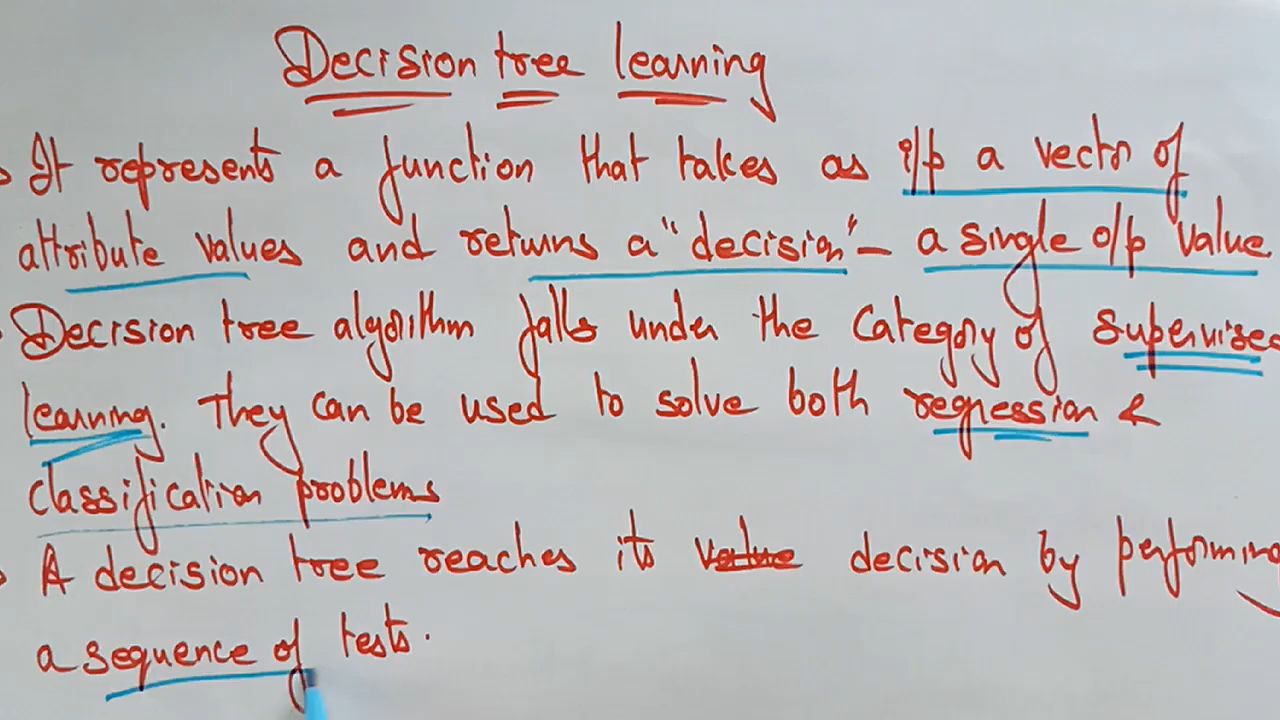 Decision tree learning
It represents a function that takes as i/p a vector of
attribute values and returns a "decision" – a single o/p value
Decision tree algorithm falls under the category of supervised
learning. They can be used to solve both regression &
classification problems
A decision tree reaches its value decision by performing
a sequence of tests.